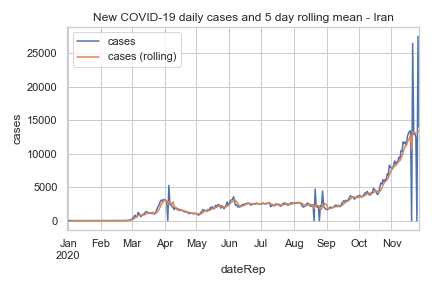 New COVID-19 daily cases and 5 day rolling mean - Iran
cases
cases (rolling)
25000
20000
15000
10000
5000
0
cases
Jan Feb Mar Apr May Jun Jul Aug Sep Oct Nov
2020
dateRep